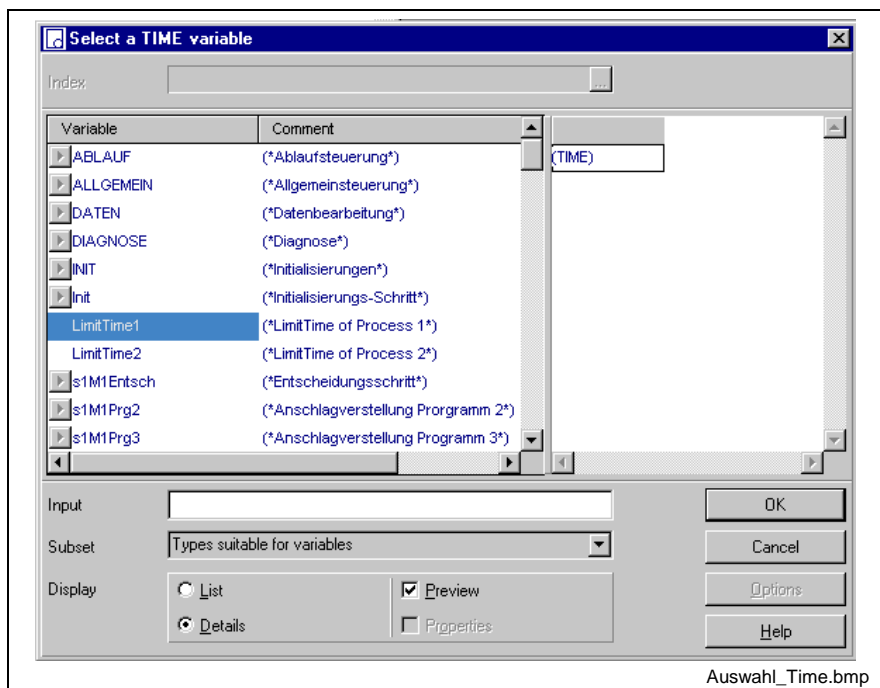 Select a TIME variable
Index
...
Variable Comment
ABLAUF (*Ablaufsteuerung*)
(TIME)
ALLGEMEIN (*Allgemeinsteuerung*)
DATEN (*Datenbearbeitung*)
DIAGNOSE (*Diagnose*)
INIT (*Initialisierungen*)
Init (*Initialisierungs-Schritt*)
LimitTime1 (*LimitTime of Process 1*)
LimitTime2 (*LimitTime of Process 2*)
s1M1Entsch (*Entscheidungsschritt*)
s1M1Prg2 (*Anschlagverstellung Prorgramm 2*)
s1M1Prg3 (*Anschlagverstellung Programm 3*)
Input
OK
Subset Types suitable for variables
Cancel
Display List Preview
Options
Details Properties
Help
Auswahl_Time.bmp